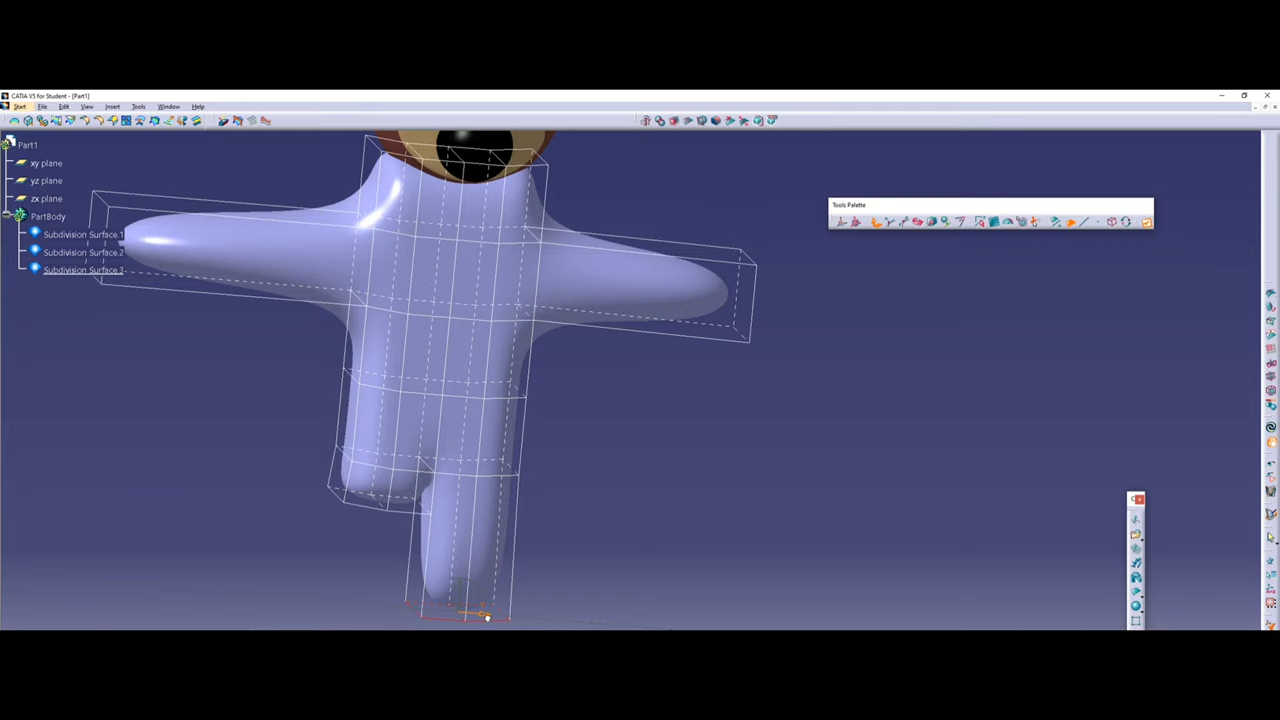 CATIA V5 for Student - [Part1]
Start File Edit View Insert Tools Window Help
Part1
xy plane
yz plane
zx plane
PartBody
Subdivision Surface.1
Subdivision Surface.2
Subdivision Surface.3
Tools Palette